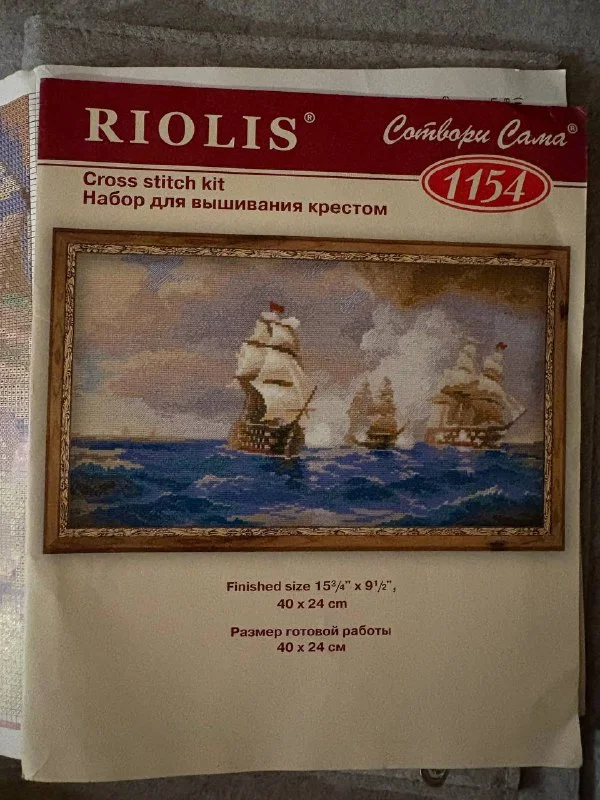 RIOLIS®
Сотвори Сама®
1154
Cross stitch kit
Набор для вышивания крестом
Finished size 15¾” x 9½”,
40 x 24 cm
Размер готовой работы
40 x 24 см